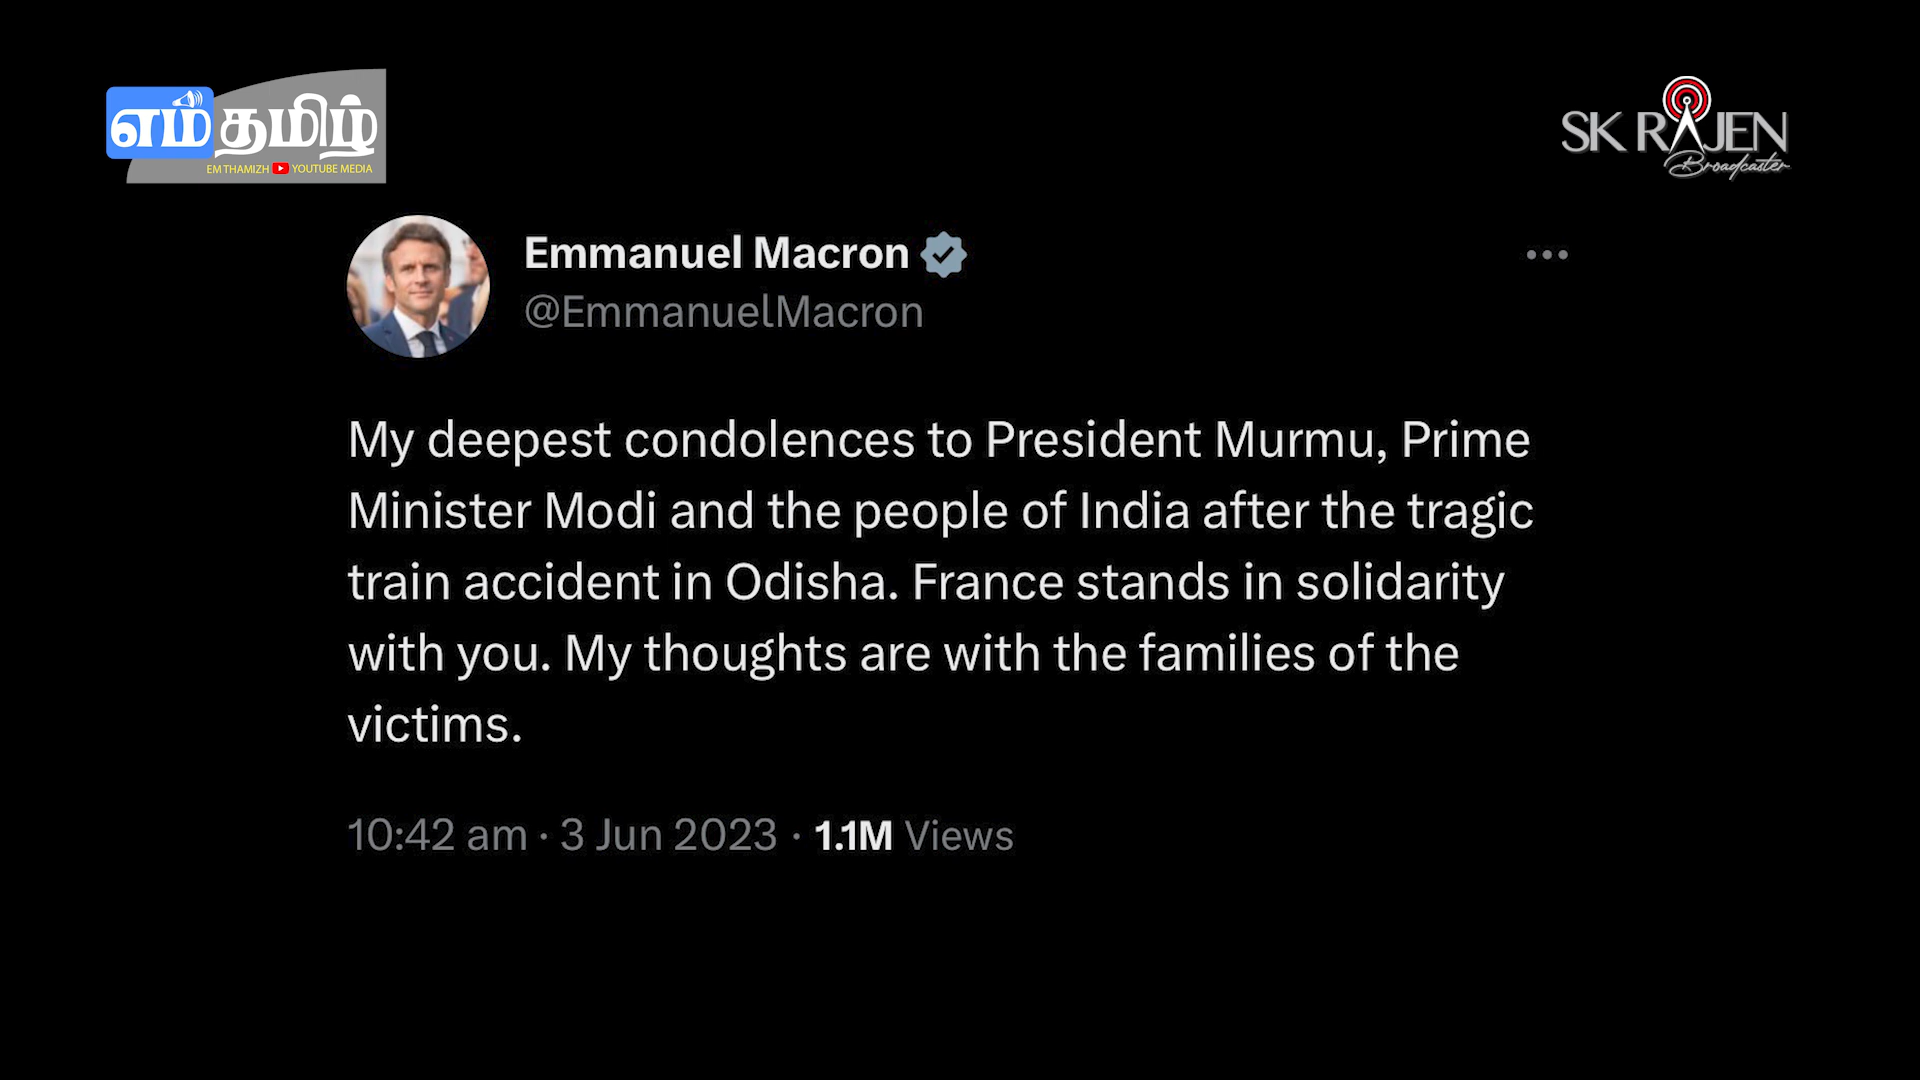 எம் தமிழ்
EM THAMIZH YOUTUBE MEDIA
SK RAJEN
Broadcaster
Emmanuel Macron
@EmmanuelMacron
My deepest condolences to President Murmu, Prime
Minister Modi and the people of India after the tragic
train accident in Odisha. France stands in solidarity
with you. My thoughts are with the families of the
victims.
10:42 am · 3 Jun 2023 · 1.1M Views